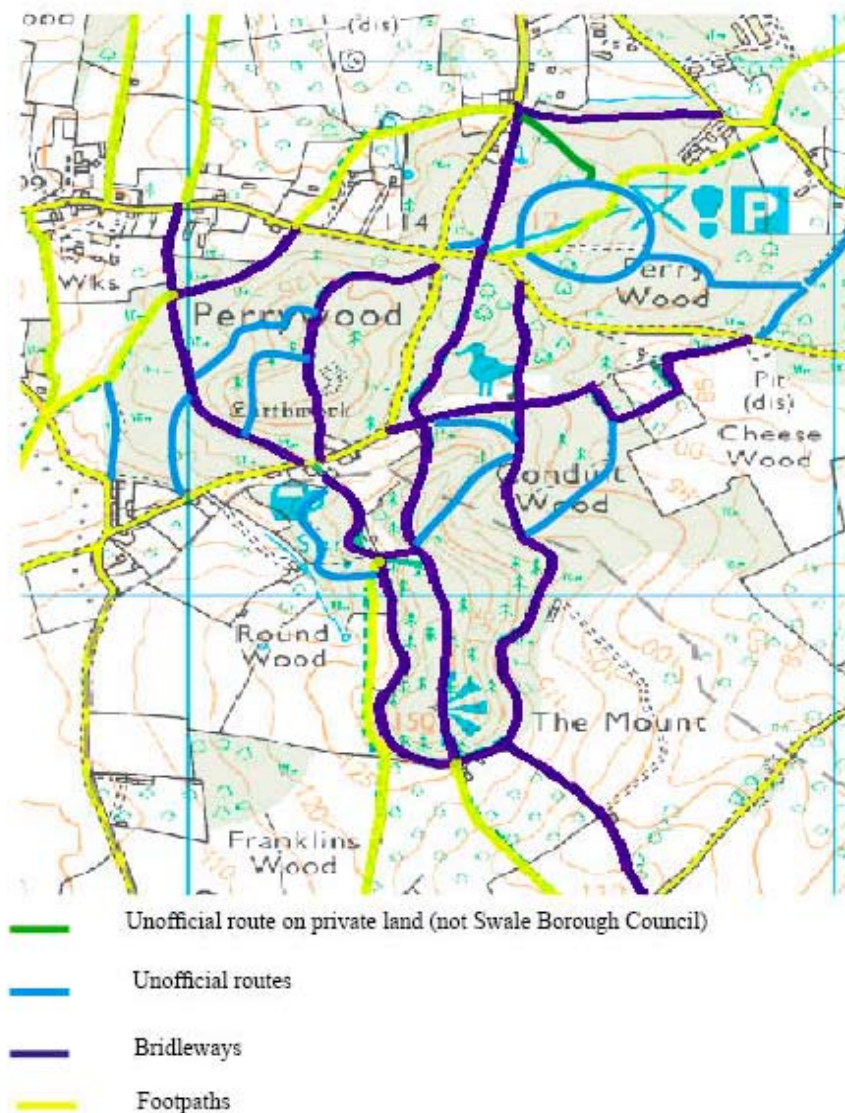 (dis)
114
Wks
P
Perry
Wood
Perrywood
Earthwork
Pit
(dis)
Cheese
Wood
Conduit
Wood
Round
Wood
150
The Mount
Franklins
Wood
Unofficial route on private land (not Swale Borough Council)
Unofficial routes
Bridleways
Footpaths